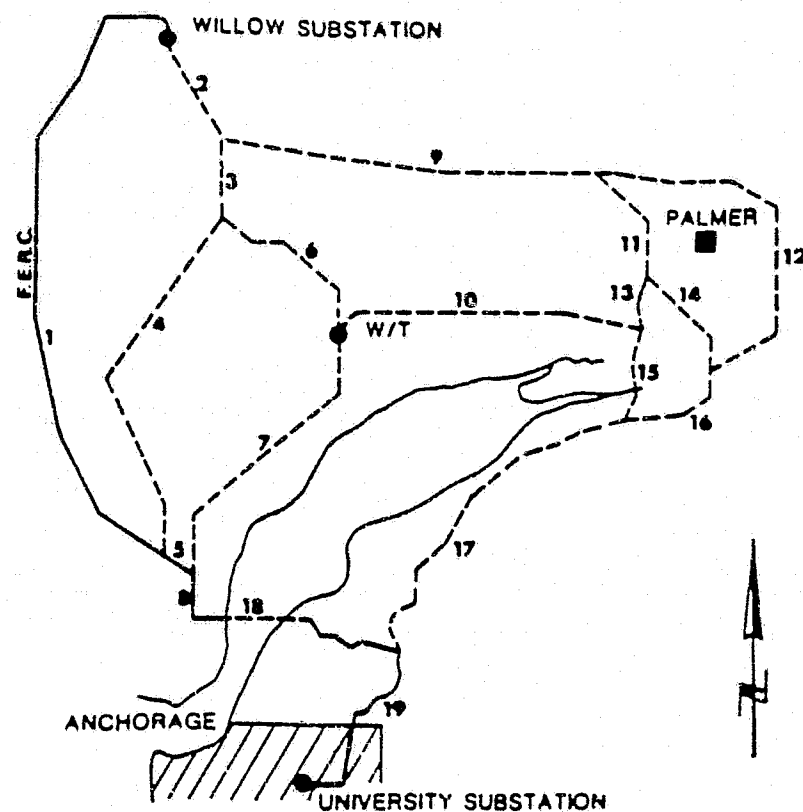 WILLOW SUBSTATION
2
9
3
PALMER
11
12
6
F.E.R.C.
10
13
14
4
W/T
1
15
7
16
5
17
8
18
ANCHORAGE
19
Z
UNIVERSITY SUBSTATION